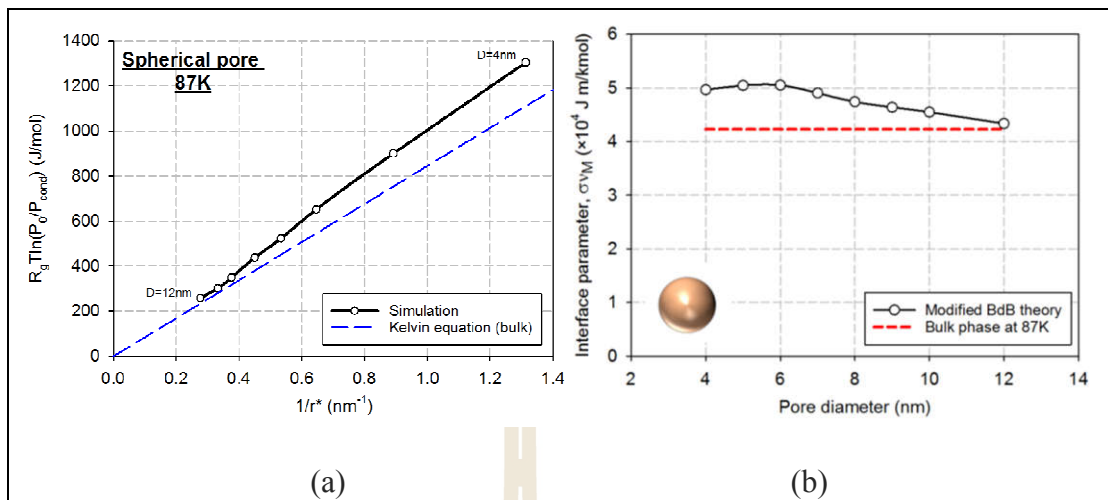 Spherical pore
87K
D=4nm
D=12nm
1400
1200
1000
800
600
400
200
0
0.0 0.2 0.4 0.6 0.8 1.0 1.2 1.4
1/r* (nm⁻¹)
RgTln(P₀/Pcond) (J/mol)
Simulation
Kelvin equation (bulk)
(a)
6
5
4
3
2
1
0
2 4 6 8 10 12 14
Pore diameter (nm)
Interface parameter, σνM (×10⁴ J m/kmol)
Modified BdB theory
Bulk phase at 87K
(b)